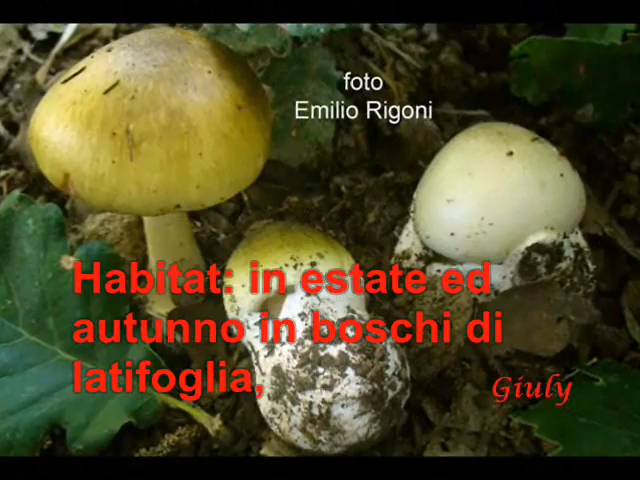 foto
Emilio Rigoni
Habitat: in estate ed
autunno in boschi di
latifoglia,
Giuly